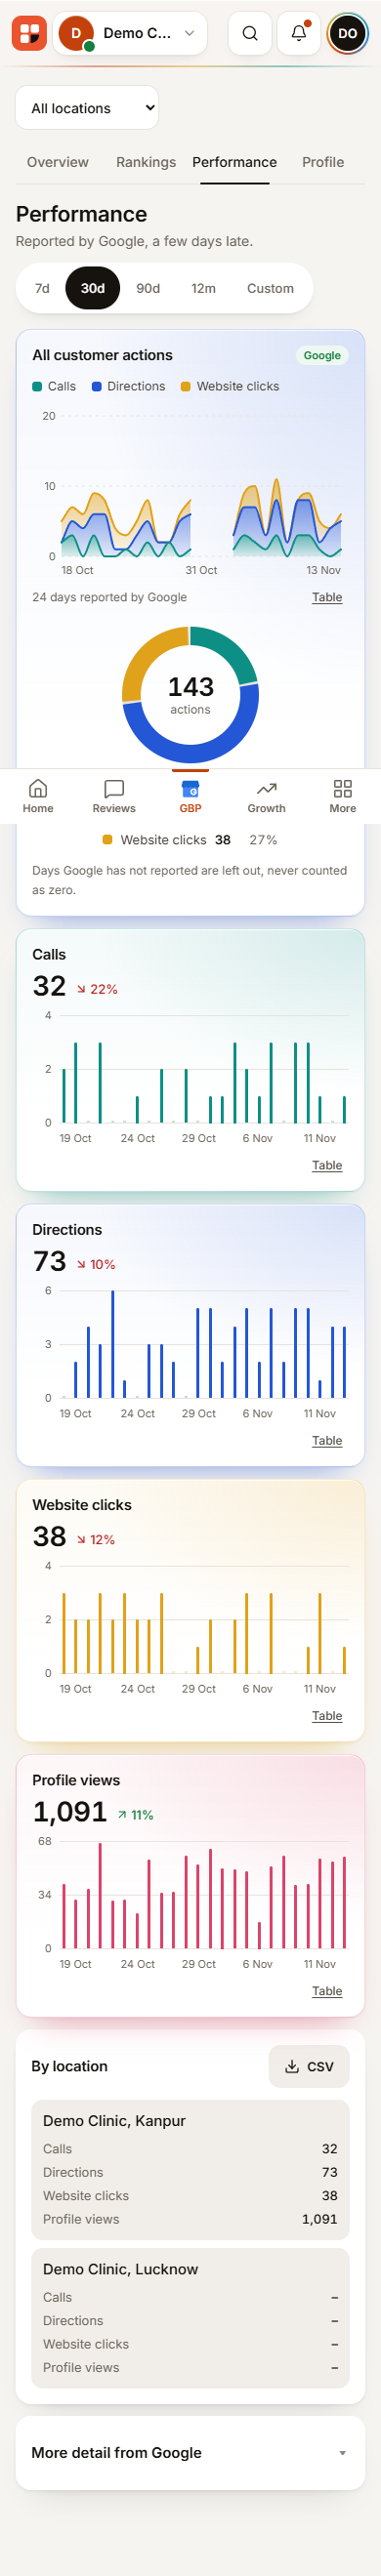 D Demo C... DO
All locations
Overview Rankings Performance Profile
Performance
Reported by Google, a few days late.
7d 30d 90d 12m Custom
All customer actions Google
Calls Directions Website clicks
20
10
0
18 Oct 31 Oct 13 Nov
24 days reported by Google Table
143
actions
Home Reviews GBP Growth More
Website clicks 38 27%
Days Google has not reported are left out, never counted
as zero.
Calls
32 22%
4
2
0
19 Oct 24 Oct 29 Oct 6 Nov 11 Nov
Table
Directions
73 10%
6
3
0
19 Oct 24 Oct 29 Oct 6 Nov 11 Nov
Table
Website clicks
38 12%
4
2
0
19 Oct 24 Oct 29 Oct 6 Nov 11 Nov
Table
Profile views
1,091 11%
68
34
0
19 Oct 24 Oct 29 Oct 6 Nov 11 Nov
Table
By location CSV
Demo Clinic, Kanpur
Calls 32
Directions 73
Website clicks 38
Profile views 1,091
Demo Clinic, Lucknow
Calls –
Directions –
Website clicks –
Profile views –
More detail from Google